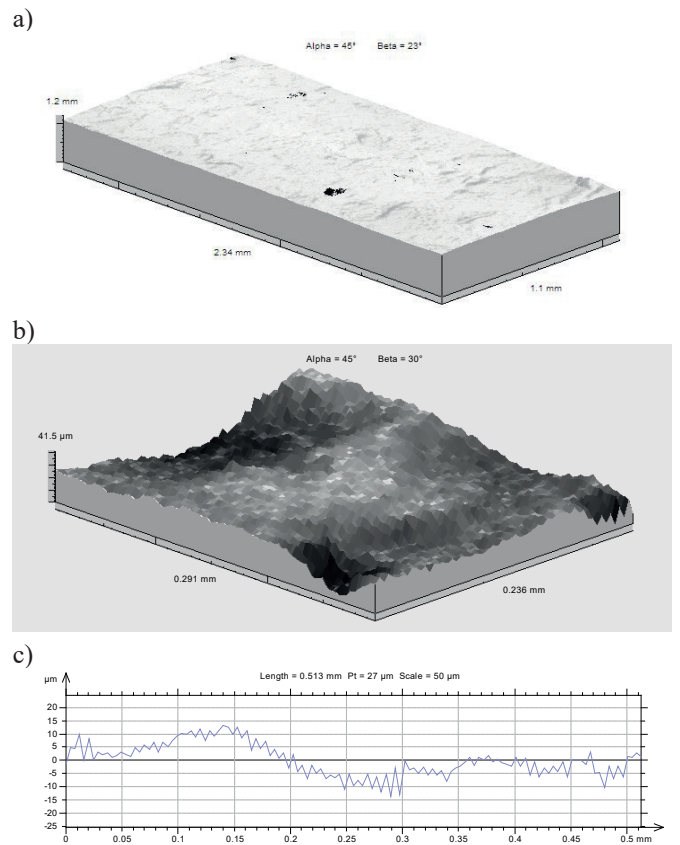 a)
Alpha = 45° Beta = 23°
1.2 mm
2.34 mm
1.1 mm
b)
Alpha = 45° Beta = 30°
41.5 µm
0.291 mm
0.236 mm
c)
µm Length = 0.513 mm Pt = 27 µm Scale = 50 µm
20
15
10
5
0
-5
-10
-15
-20
-25
0 0.05 0.1 0.15 0.2 0.25 0.3 0.35 0.4 0.45 0.5 mm